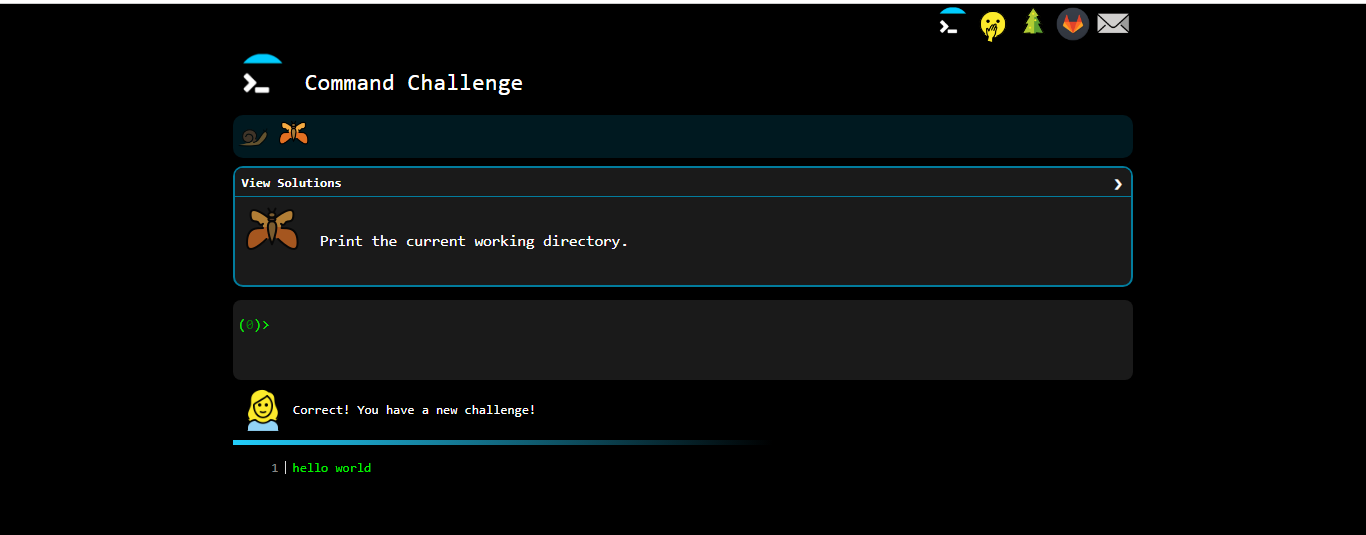 Command Challenge
View Solutions
Print the current working directory.
(0)>
Correct! You have a new challenge!
1 hello world